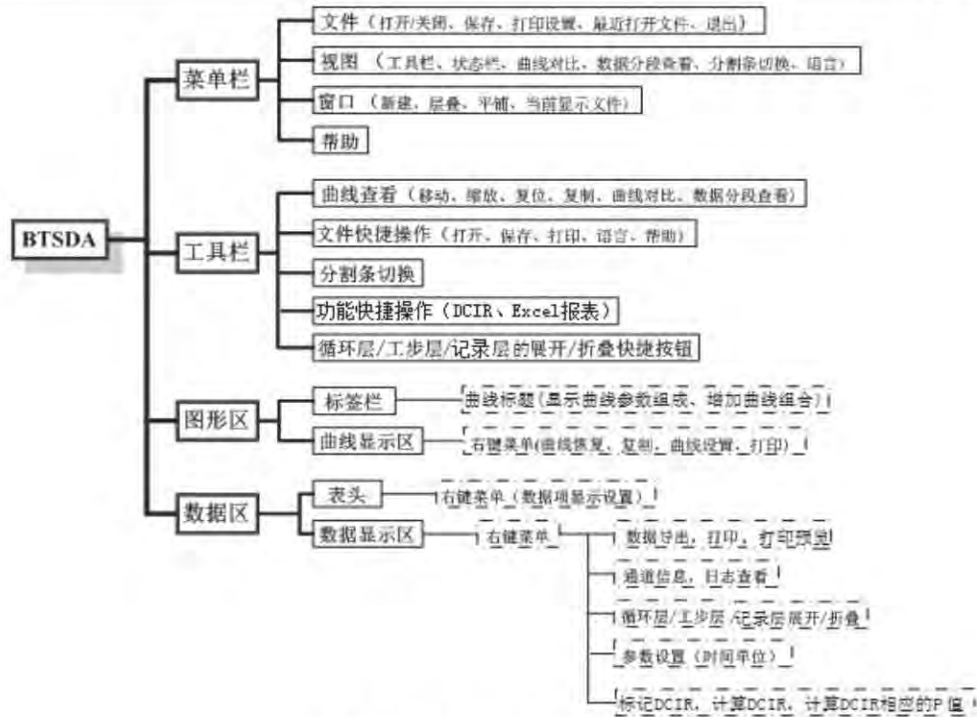 文件（打开/关闭、保存、打印设置、最近打开文件、退出）
菜单栏
视图（工具栏、状态栏、曲线对比、数据分段查看、分割条切换、语言）
窗口（新建、层叠、平铺、当前显示文件）
帮助
曲线查看（移动、缩放、复位、复制、曲线对比、数据分段查看）
文件快捷操作（打开、保存、打印、语言、帮助）
BTSDA
工具栏
分割条切换
功能快捷操作（DCIR、Excel报表）
循环层/工步层/记录层的展开/折叠快捷按钮
标签栏
曲线标题(显示曲线参数组成、增加曲线组合)
图形区
曲线显示区
右键菜单(曲线恢复、复制、曲线设置、打印)
表头
右键菜单（数据项显示设置）
数据区
数据显示区
右键菜单
数据导出，打印，打印预览
通道信息，日志查看
循环层/工步层/记录层展开/折叠
参数设置（时间单位）
标记DCIR、计算DCIR、计算DCIR相应的P值